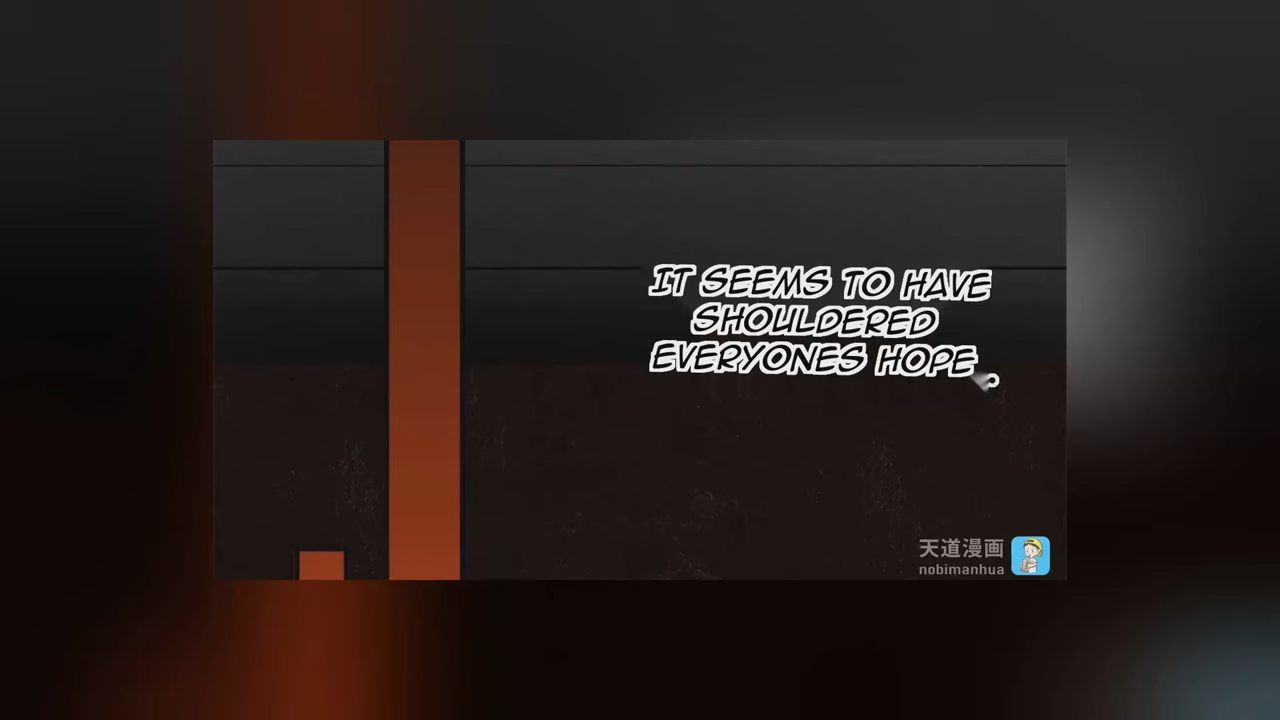 IT SEEMS TO HAVE
SHOULDERED
EVERYONES HOPE
天道漫画
nobimanhua